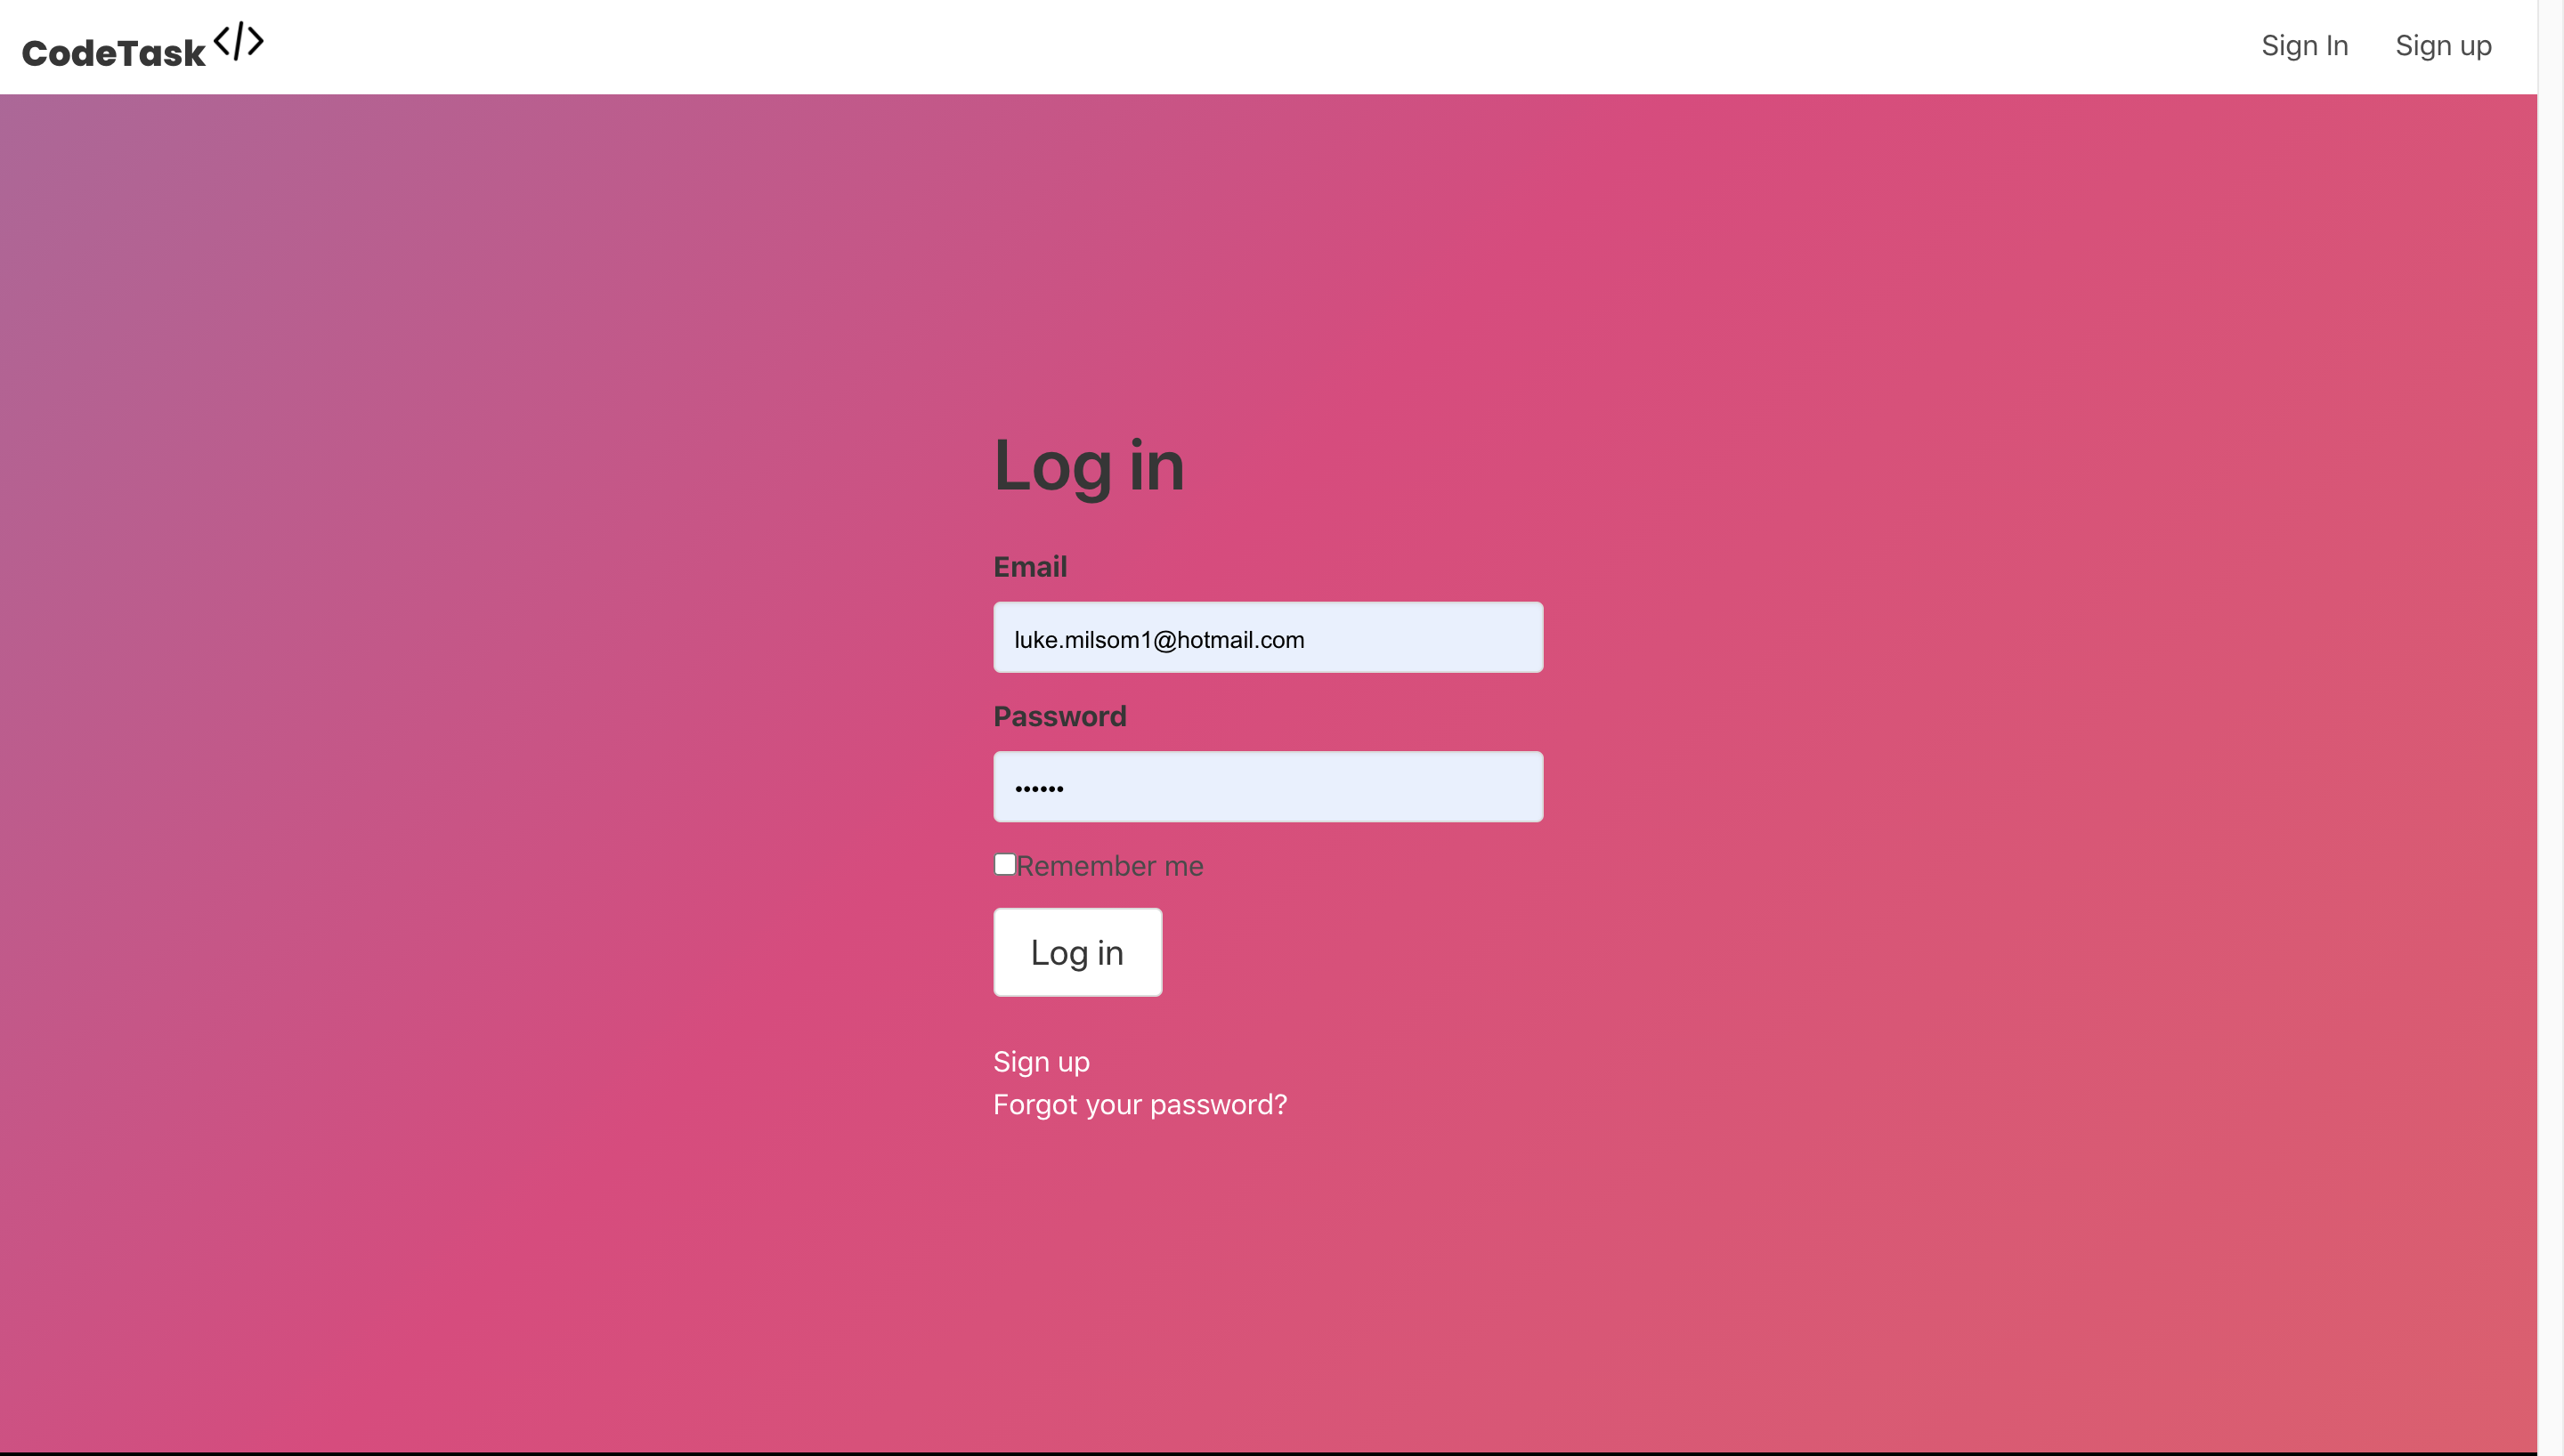 CodeTask </>
Sign In Sign up
Log in
Email
luke.milsom1@hotmail.com
Password
••••••
Remember me
Log in
Sign up
Forgot your password?